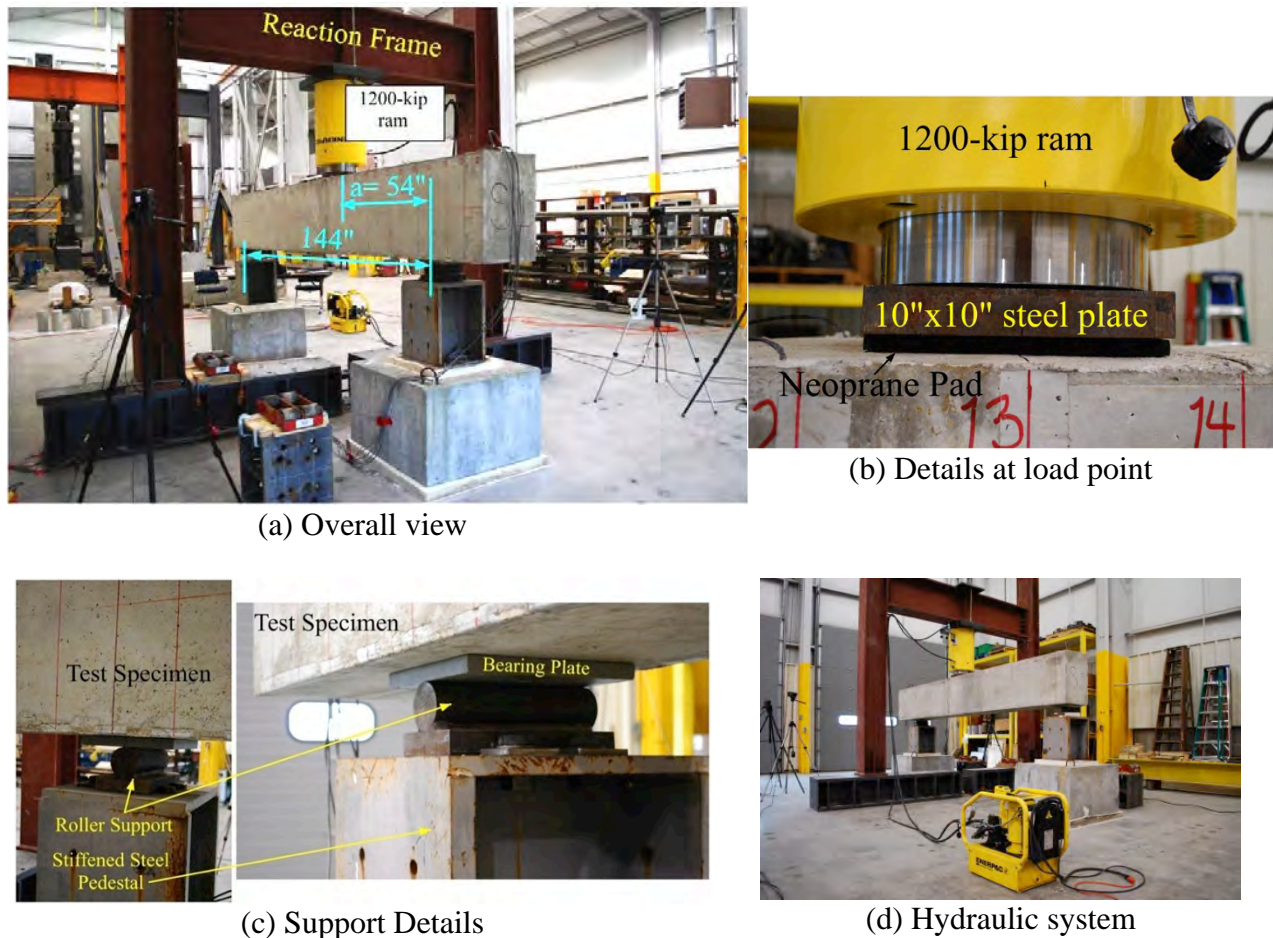 Reaction Frame
1200-kip
ram
a= 54"
144"
S
(a) Overall view
1200-kip ram
10"x10" steel plate
Neoprane Pad
13
14
(b) Details at load point
Test Specimen
Roller Support
Stiffened Steel
Pedestal
Test Specimen
Bearing Plate
(c) Support Details
ENERPAC
(d) Hydraulic system